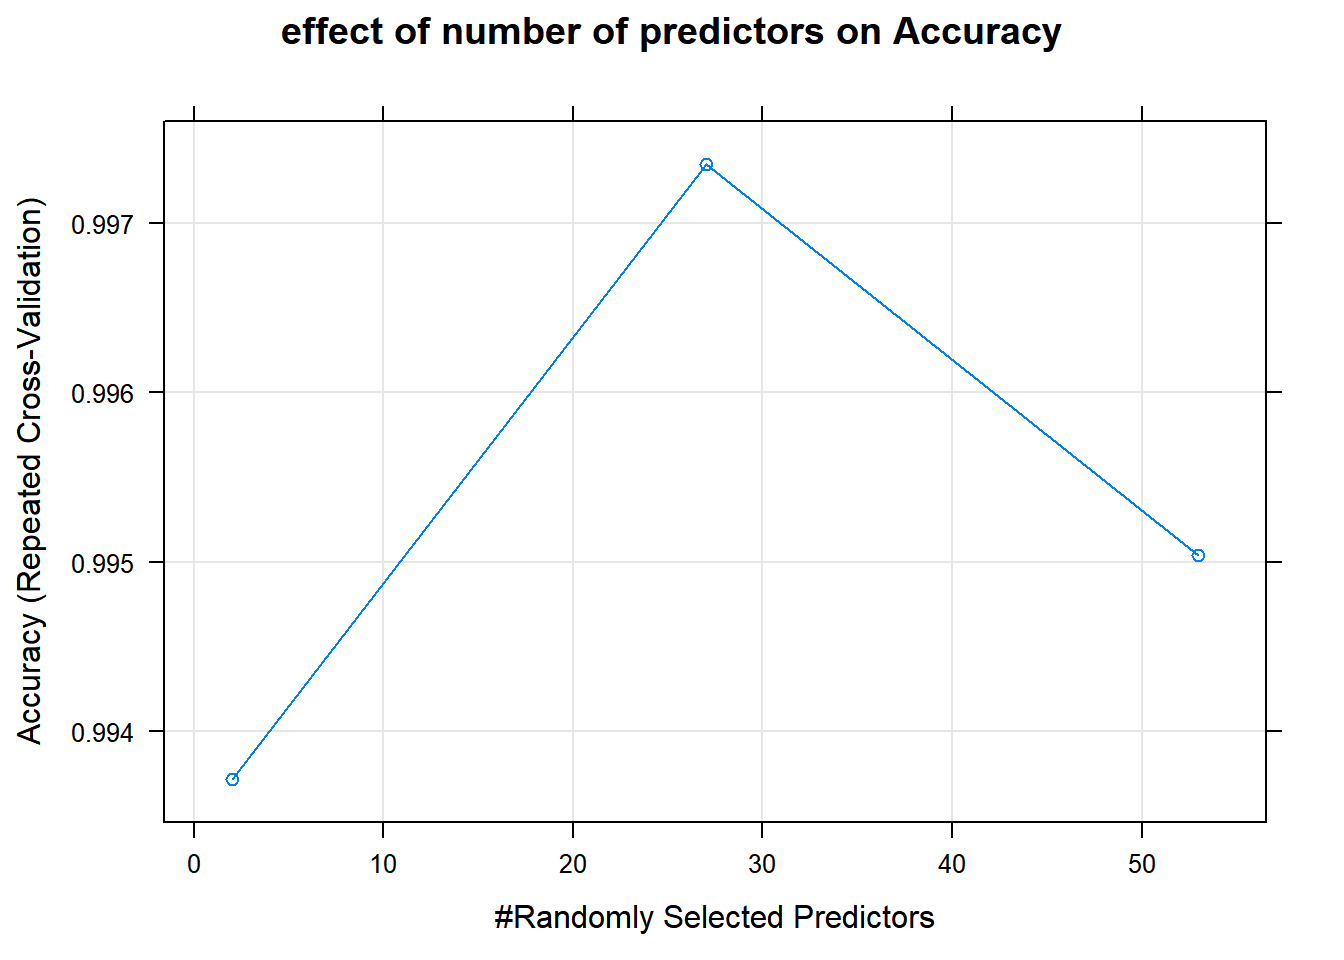 effect of number of predictors on Accuracy
Accuracy (Repeated Cross-Validation)
0.997
0.996
0.995
0.994
0 10 20 30 40 50
#Randomly Selected Predictors